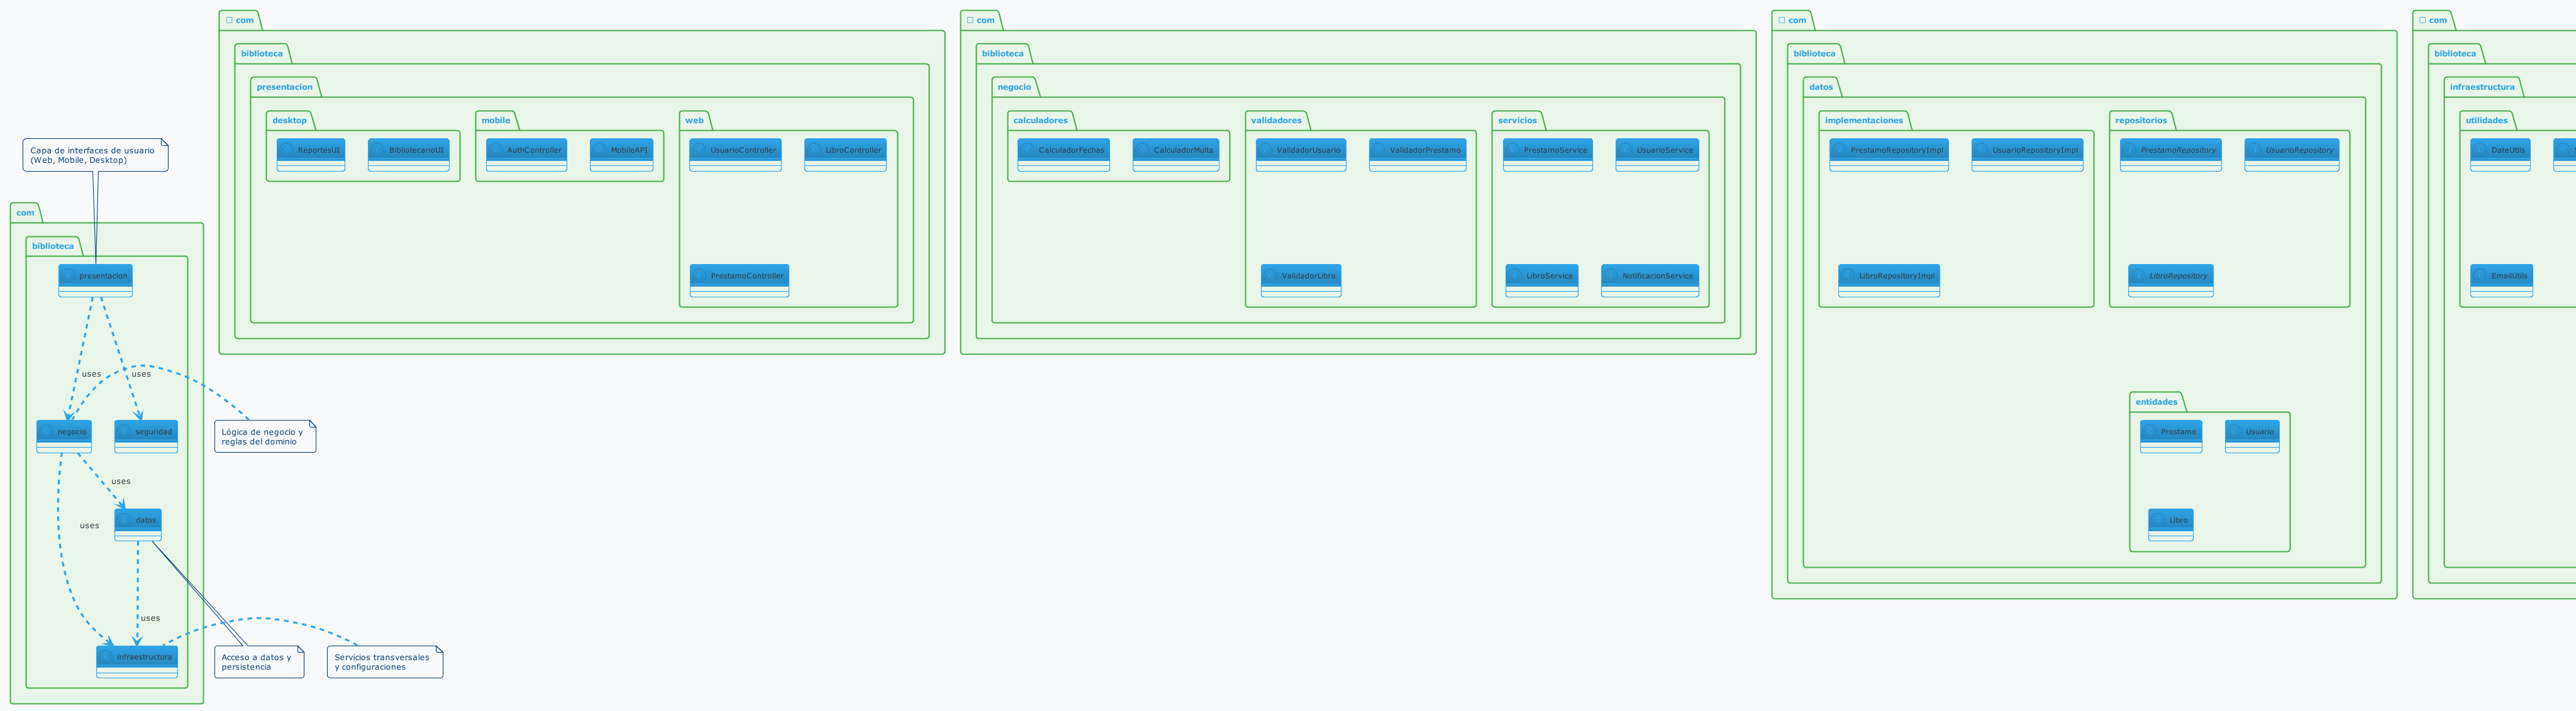 Capa de interfaces de usuario
(Web, Mobile, Desktop)
com
biblioteca
presentacion
uses
uses
negocio
seguridad
Lógica de negocio y
reglas del dominio
uses
datos
uses
uses
infraestructura
Acceso a datos y
persistencia
Servicios transversales
y configuraciones
□ com
biblioteca
presentacion
desktop
ReportesUI
BibliotecarioUI
mobile
AuthController
MobileAPI
web
UsuarioController
LibroController
PrestamoController
□ com
biblioteca
negocio
calculadores
CalculadorFechas
CalculadorMulta
validadores
ValidadorUsuario
ValidadorPrestamo
ValidadorLibro
servicios
PrestamoService
UsuarioService
LibroService
NotificacionService
□ com
biblioteca
datos
implementaciones
PrestamoRepositoryImpl
UsuarioRepositoryImpl
LibroRepositoryImpl
repositorios
PrestamoRepository
UsuarioRepository
LibroRepository
entidades
Prestamo
Usuario
Libro
□ com
biblioteca
infraestructura
utilidades
DateUtils
EmailUtils